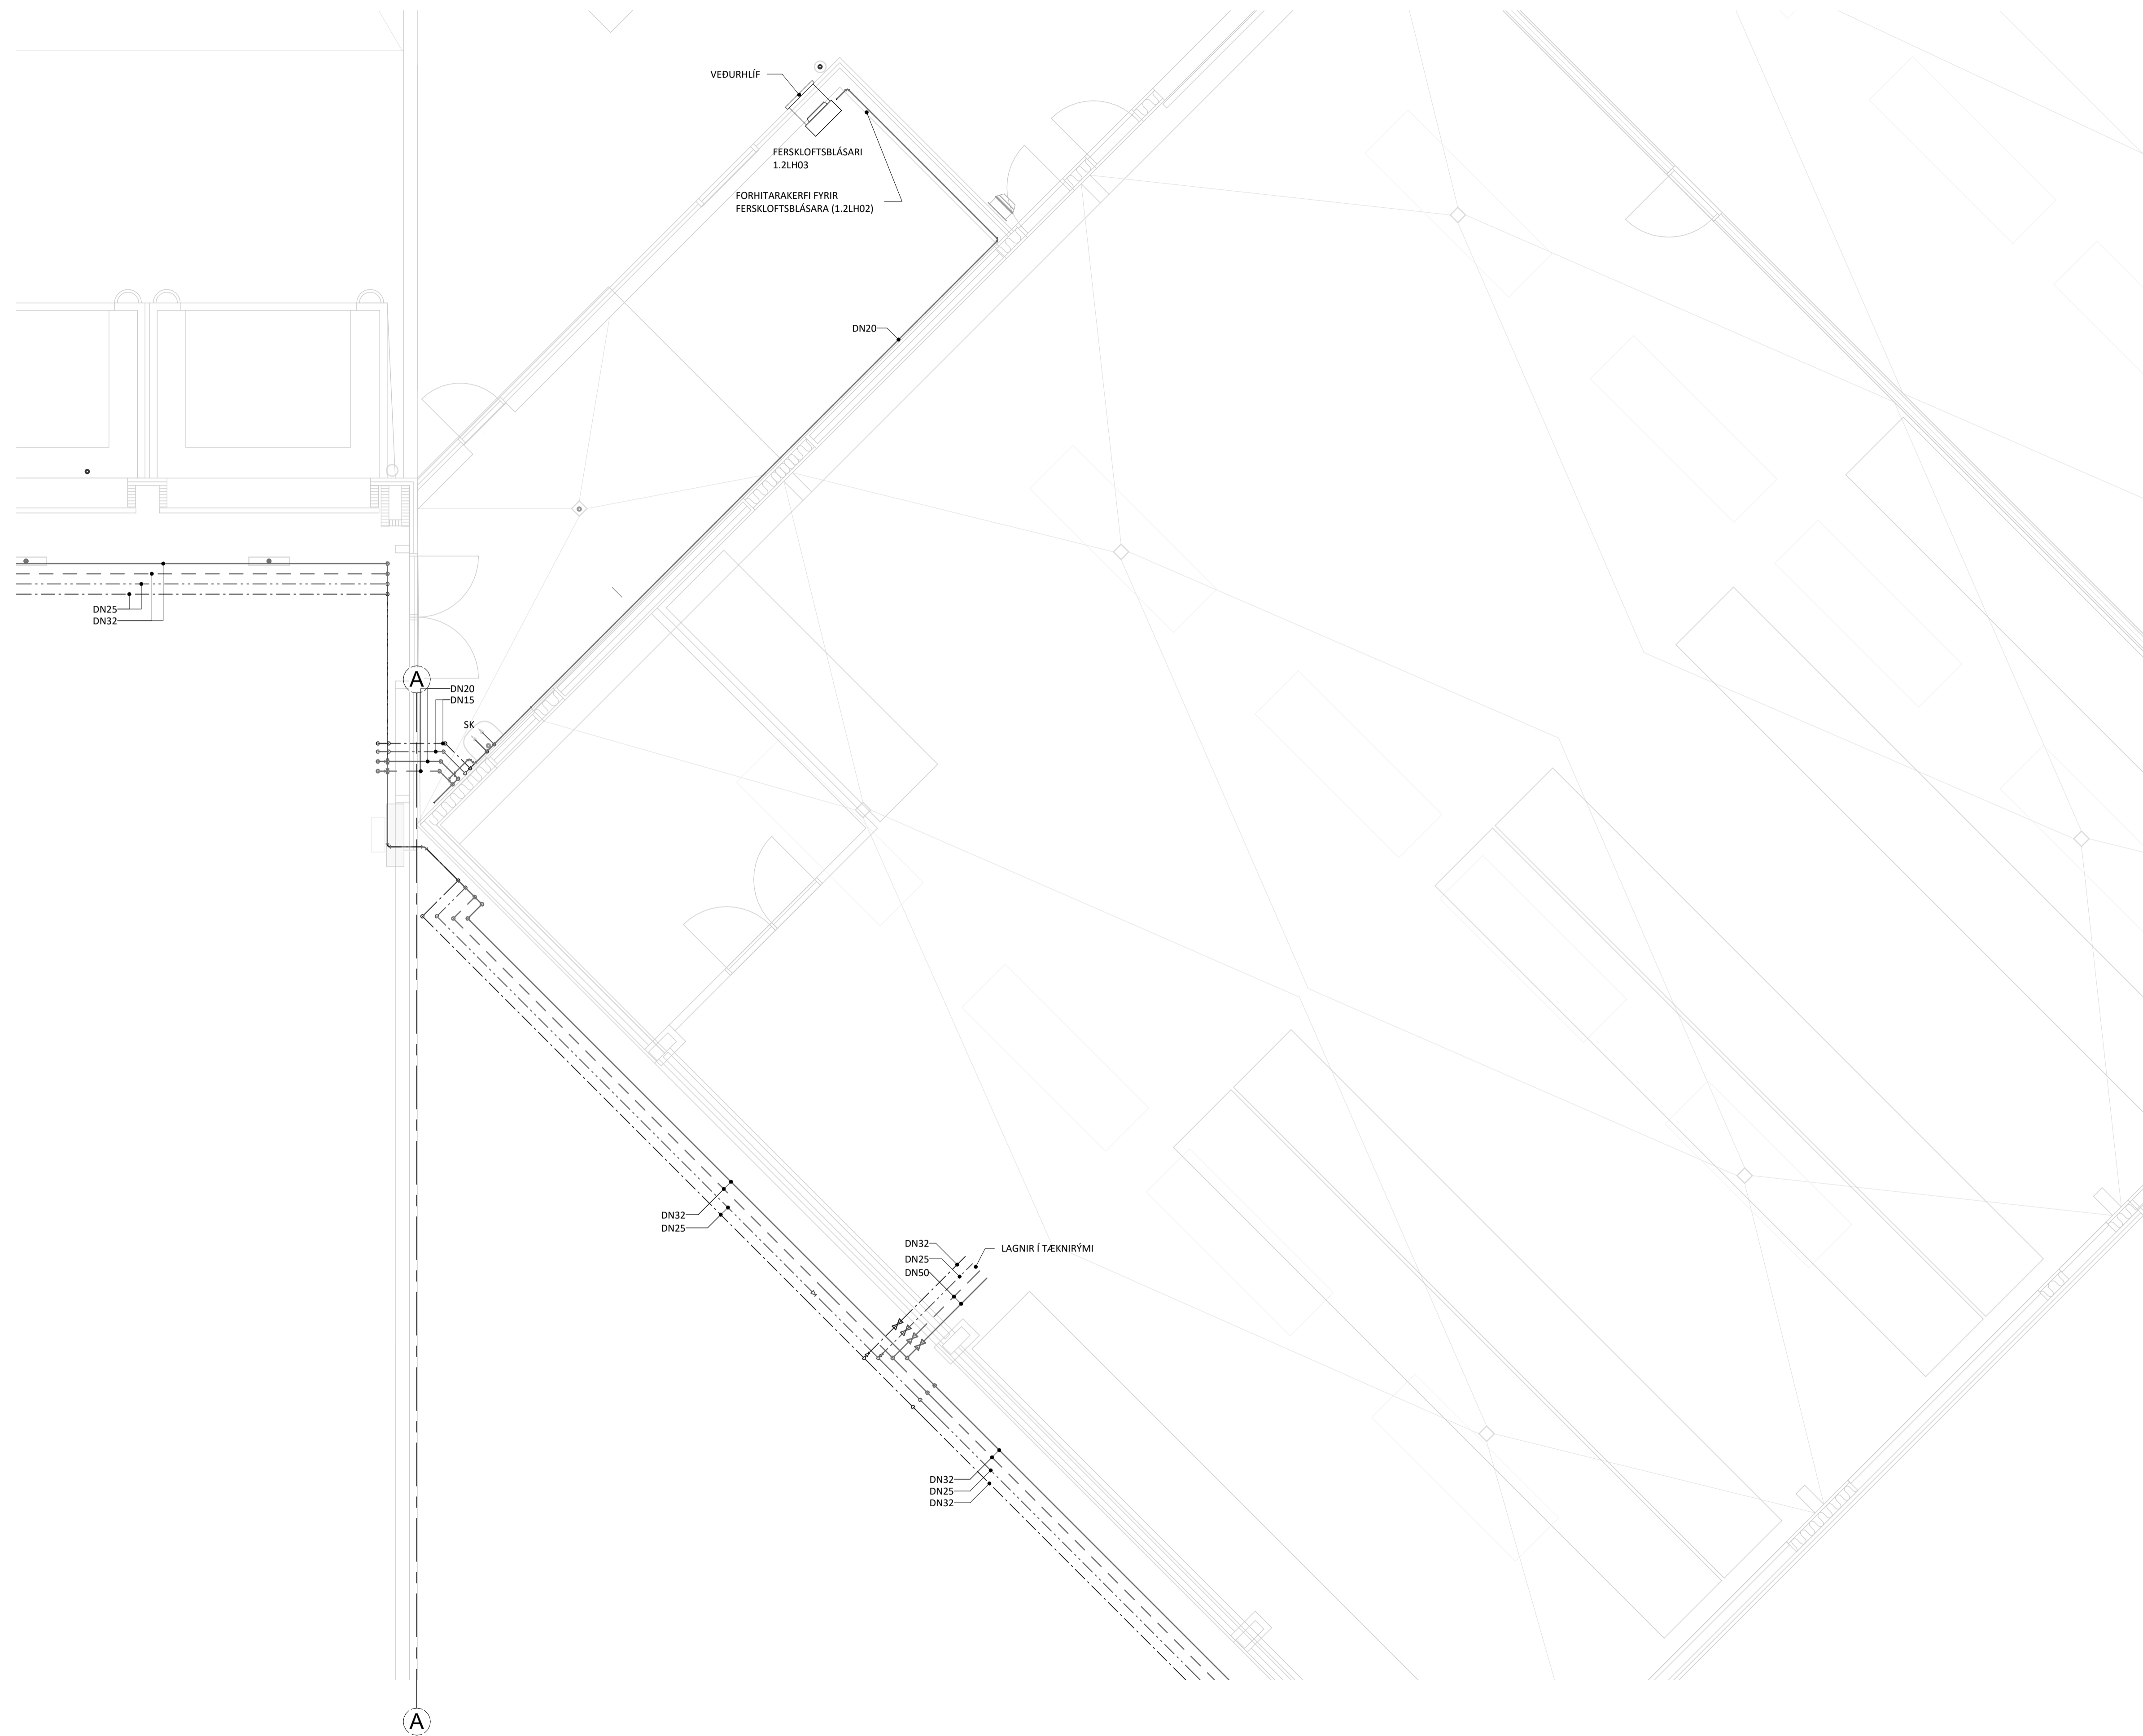 VEÐURHLÍF
FERSKLOFTSBLÁSARI
1.2LH03
FORHITARAKERFI FYRIR
FERSKLOFTSBLÁSARA (1.2LH02)
DN20
DN25
DN32
A
DN20
DN15
SK
DN32
DN25
DN32
DN25
DN50
LAGNIR Í TÆKNIRÝMI
DN32
DN25
DN32
A